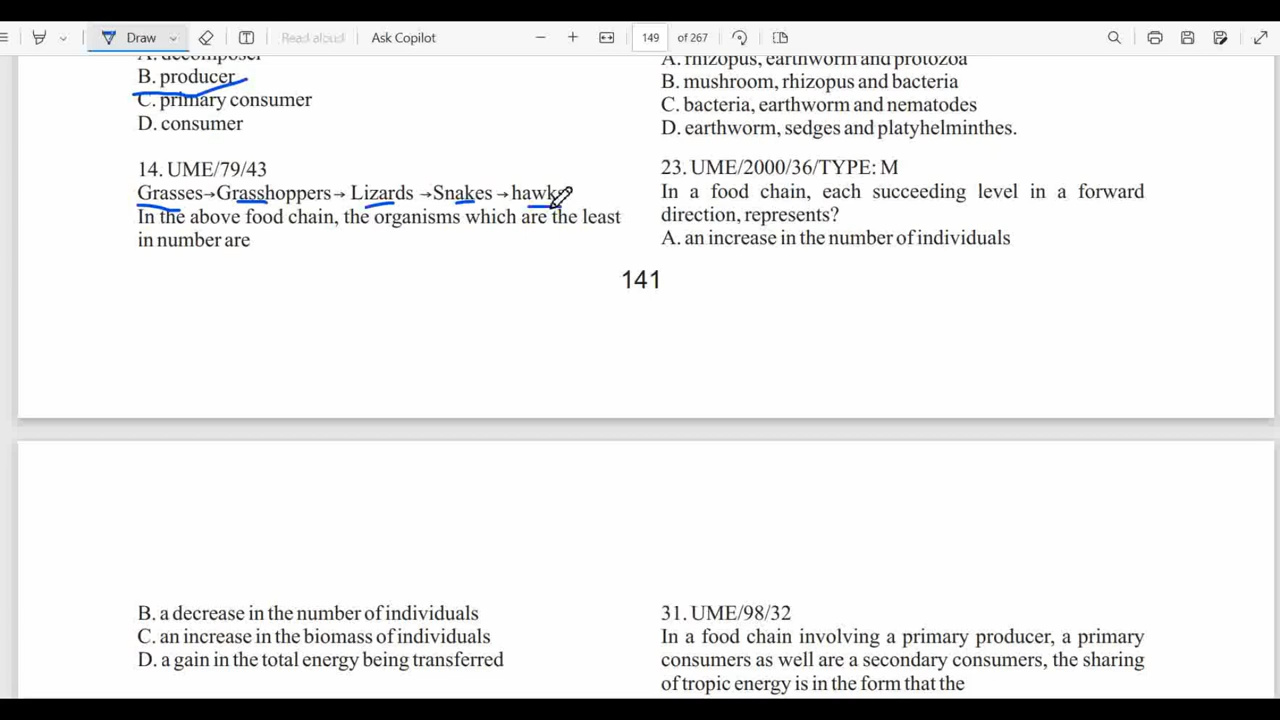 Draw
Read aloud
Ask Copilot
149 of 267
A. decomposer
B. producer
C. primary consumer
D. consumer
14. UME/79/43
Grasses→Grasshoppers→ Lizards →Snakes →hawks
In the above food chain, the organisms which are the least
in number are
A. rhizopus, earthworm and protozoa
B. mushroom, rhizopus and bacteria
C. bacteria, earthworm and nematodes
D. earthworm, sedges and platyhelminthes.
23. UME/2000/36/TYPE: M
In a food chain, each succeeding level in a forward
direction, represents?
A. an increase in the number of individuals
141
B. a decrease in the number of individuals
C. an increase in the biomass of individuals
D. a gain in the total energy being transferred
31. UME/98/32
In a food chain involving a primary producer, a primary
consumers as well are a secondary consumers, the sharing
of tropic energy is in the form that the